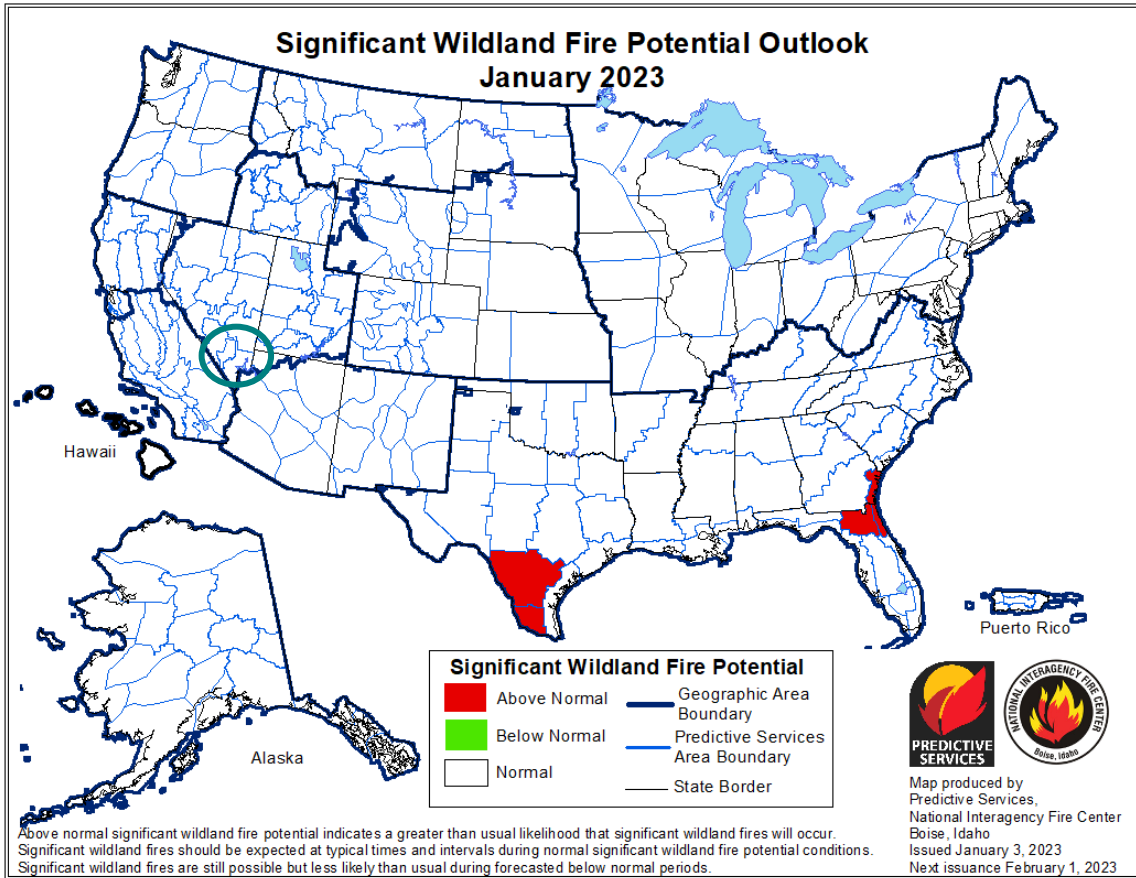 Significant Wildland Fire Potential Outlook
January 2023
Hawaii
Alaska
Puerto Rico
Significant Wildland Fire Potential
Above Normal
Below Normal
Normal
Geographic Area
Boundary
Predictive Services
Area Boundary
State Border
PREDICTIVE
SERVICES
NATIONAL INTERAGENCY FIRE CENTER
Boise, Idaho
Map produced by
Predictive Services,
National Interagency Fire Center
Boise, Idaho
Issued January 3, 2023
Next issuance February 1, 2023
Above normal significant wildland fire potential indicates a greater than usual likelihood that significant wildland fires will occur.
Significant wildland fires should be expected at typical times and intervals during normal significant wildland fire potential conditions.
Significant wildland fires are still possible but less likely than usual during forecasted below normal periods.